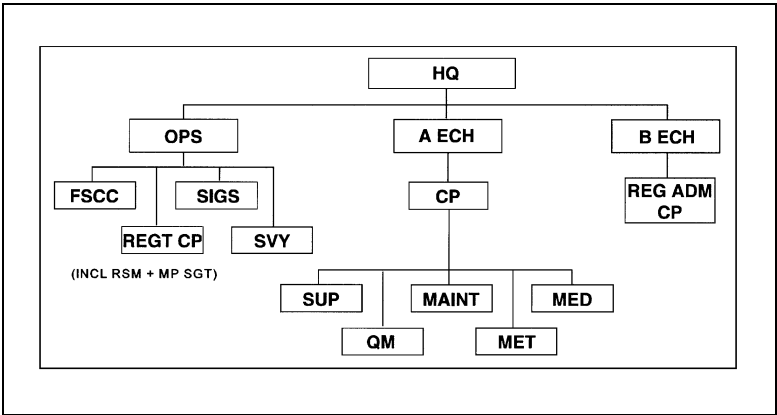 HQ
OPS
A ECH
B ECH
FSCC
SIGS
CP
REG ADM
CP
REGT CP
SVY
(INCL RSM + MP SGT)
SUP
MAINT
MED
QM
MET